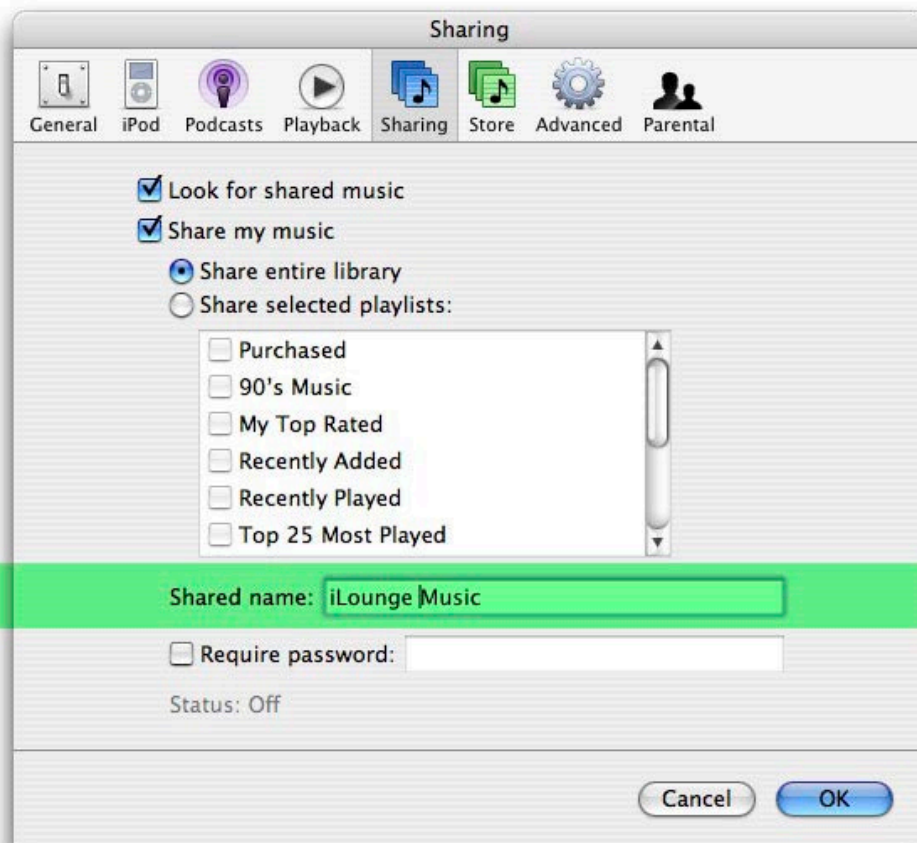 Sharing
General iPod Podcasts Playback Sharing Store Advanced Parental
Look for shared music
Share my music
Share entire library
Share selected playlists:
Purchased
90's Music
My Top Rated
Recently Added
Recently Played
Top 25 Most Played
Shared name: iLounge Music
Require password:
Status: Off
Cancel OK